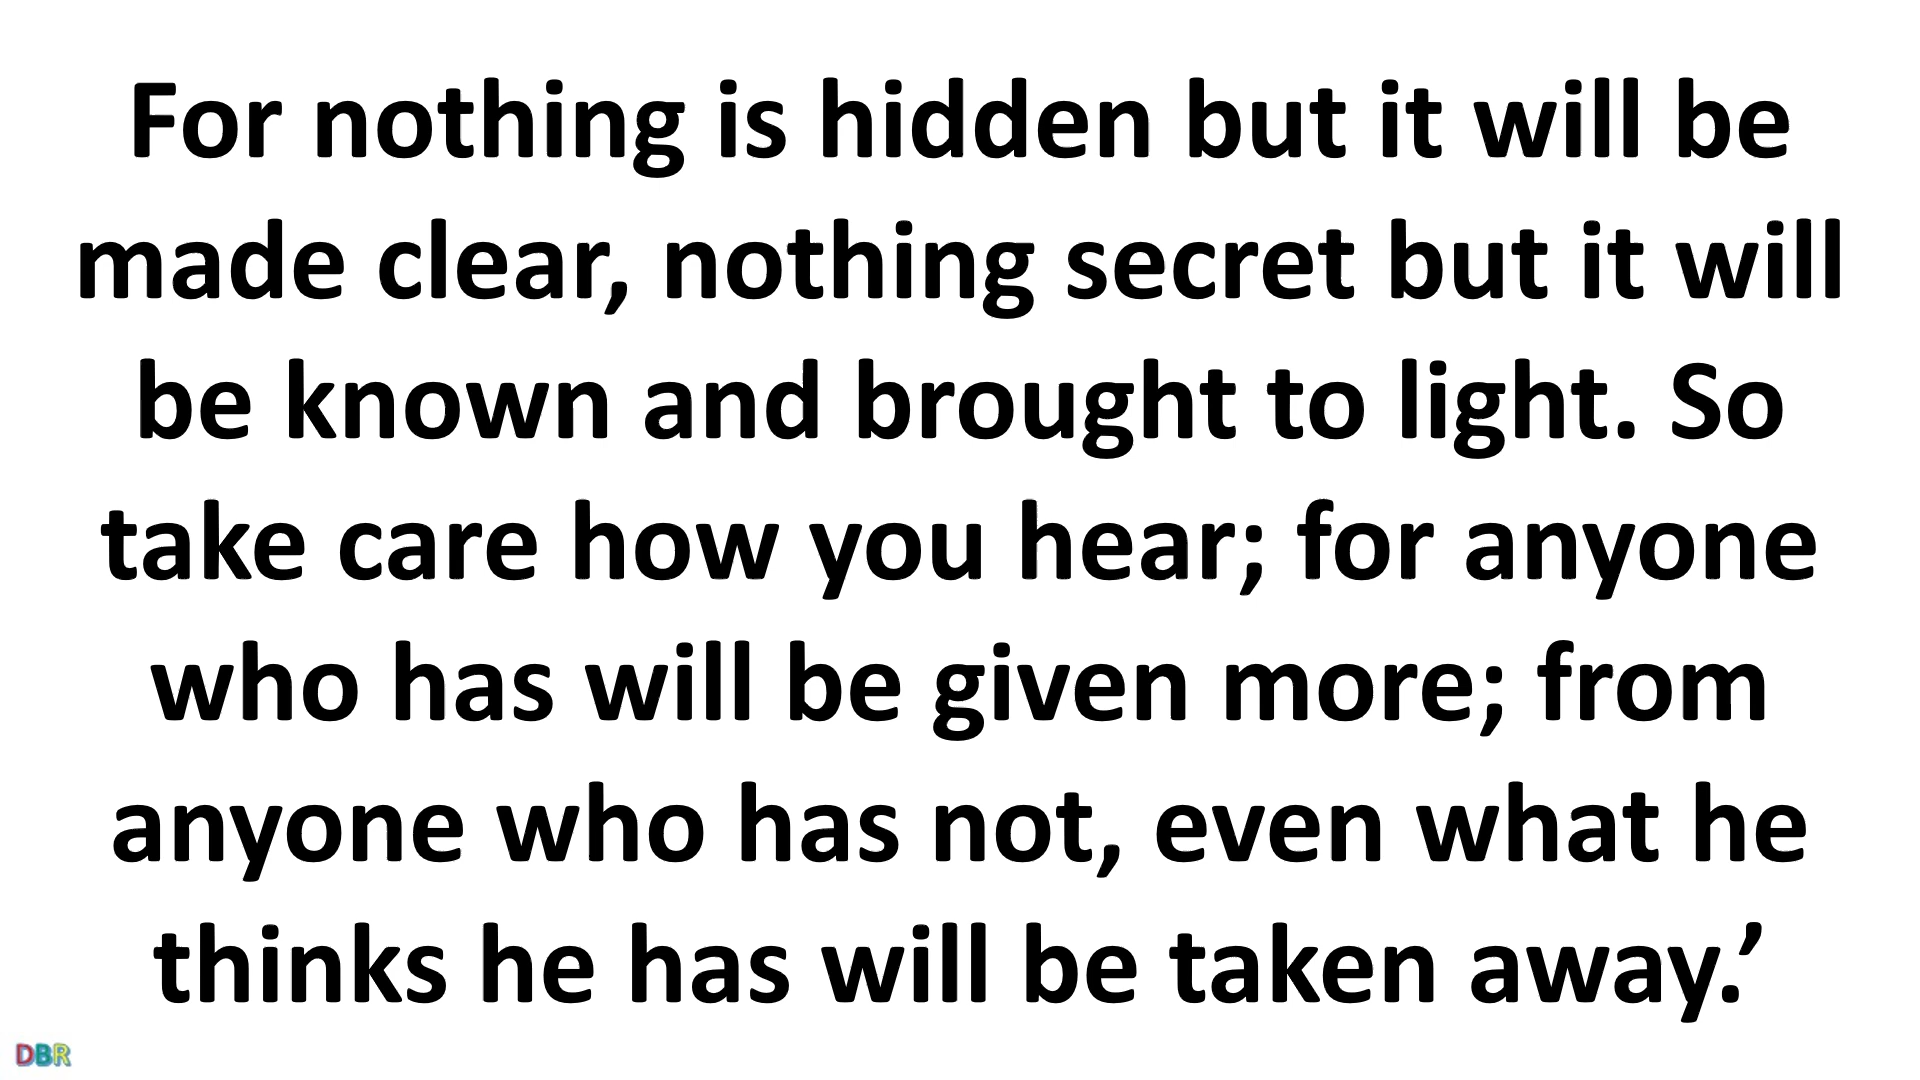 For nothing is hidden but it will be
made clear, nothing secret but it will
be known and brought to light. So
take care how you hear; for anyone
who has will be given more; from
anyone who has not, even what he
thinks he has will be taken away.’
DBR